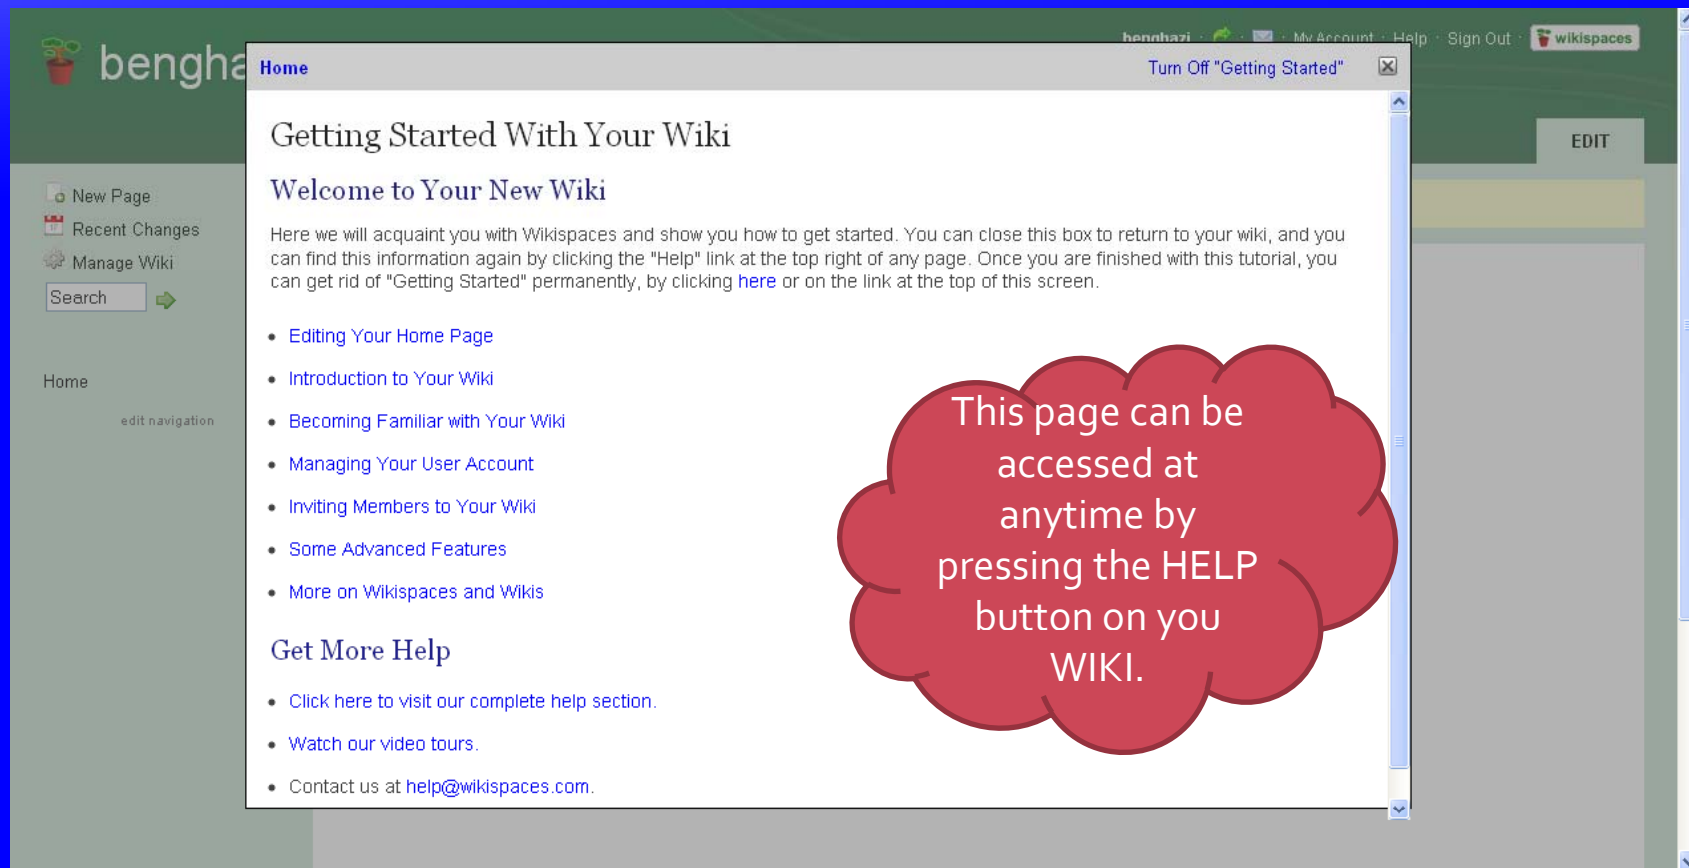 bengha
benghazi · · · My Account · Help · Sign Out · wikispaces
Home
Turn Off "Getting Started"
EDIT
Getting Started With Your Wiki
Welcome to Your New Wiki
Here we will acquaint you with Wikispaces and show you how to get started. You can close this box to return to your wiki, and you
can find this information again by clicking the "Help" link at the top right of any page. Once you are finished with this tutorial, you
can get rid of "Getting Started" permanently, by clicking here or on the link at the top of this screen.
New Page
Recent Changes
Manage Wiki
Search
Home
edit navigation
• Editing Your Home Page
• Introduction to Your Wiki
• Becoming Familiar with Your Wiki
• Managing Your User Account
• Inviting Members to Your Wiki
• Some Advanced Features
• More on Wikispaces and Wikis
Get More Help
• Click here to visit our complete help section.
• Watch our video tours.
• Contact us at help@wikispaces.com.
This page can be
accessed at
anytime by
pressing the HELP
button on you
WIKI.